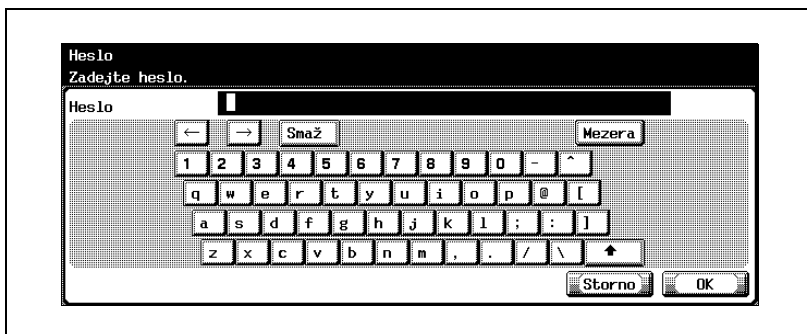 Heslo
Zadejte heslo.
Heslo
← → Smaž Mezera
1 2 3 4 5 6 7 8 9 0 - ^
q w e r t y u i o p @ [
a s d f g h j k l ; : ]
z x c v b n m , . / \ ↑
Storno OK